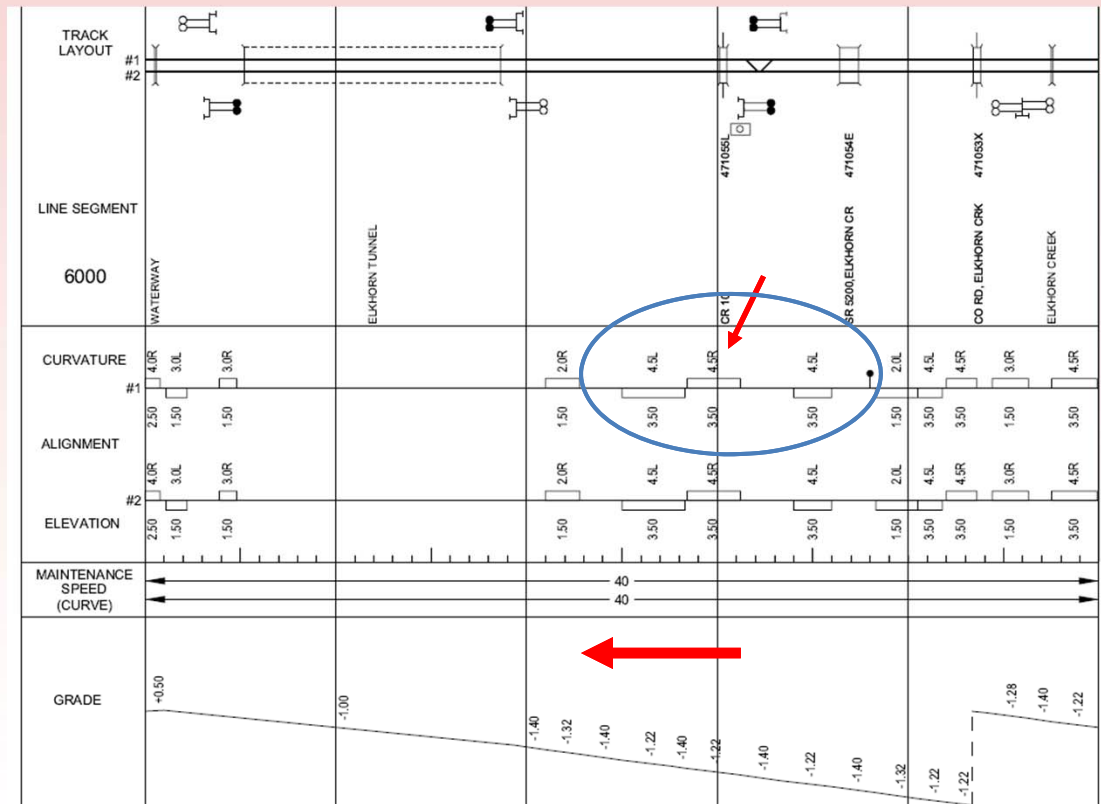 TRACK
LAYOUT
#1
#2
471055L
471054E
471053X
LINE SEGMENT
6000
WATERWAY
ELKHORN TUNNEL
CR 10
SR 5200,ELKHORN CR
CO RD, ELKHORN CRK
ELKHORN CREEK
CURVATURE
4.0R 3.0L 3.0R 2.0R 4.5L 4.5R 4.5L 2.0L 4.5L 4.5R 3.0R 4.5R
#1
2.50 1.50 1.50 1.50 3.50 3.50 3.50 1.50 3.50 3.50 1.50 3.50
ALIGNMENT
4.0R 3.0L 3.0R 2.0R 4.5L 4.5R 4.5L 2.0L 4.5L 4.5R 3.0R 4.5R
#2
ELEVATION
2.50 1.50 1.50 1.50 3.50 3.50 3.50 1.50 3.50 3.50 1.50 3.50
MAINTENANCE
SPEED
(CURVE)
40
40
GRADE
+0.50 -1.00 -1.40 -1.32 -1.40 -1.22 -1.40 -1.22 -1.40 -1.22 -1.40 -1.32 -1.22 -1.22 -1.28 -1.40 -1.22